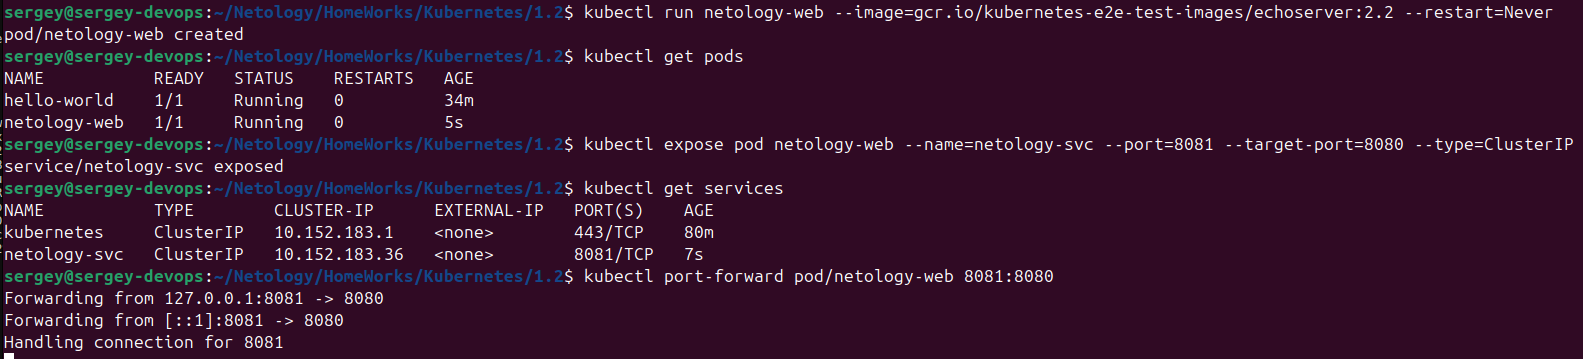 sergey@sergey-devops:~/Netology/HomeWorks/Kubernetes/1.2$ kubectl run netology-web --image=gcr.io/kubernetes-e2e-test-images/echoserver:2.2 --restart=Never
pod/netology-web created
sergey@sergey-devops:~/Netology/HomeWorks/Kubernetes/1.2$ kubectl get pods
NAME           READY   STATUS    RESTARTS   AGE
hello-world    1/1     Running   0          34m
netology-web   1/1     Running   0          5s
sergey@sergey-devops:~/Netology/HomeWorks/Kubernetes/1.2$ kubectl expose pod netology-web --name=netology-svc --port=8081 --target-port=8080 --type=ClusterIP
service/netology-svc exposed
sergey@sergey-devops:~/Netology/HomeWorks/Kubernetes/1.2$ kubectl get services
NAME           TYPE        CLUSTER-IP      EXTERNAL-IP   PORT(S)    AGE
kubernetes     ClusterIP   10.152.183.1    <none>        443/TCP    80m
netology-svc   ClusterIP   10.152.183.36   <none>        8081/TCP   7s
sergey@sergey-devops:~/Netology/HomeWorks/Kubernetes/1.2$ kubectl port-forward pod/netology-web 8081:8080
Forwarding from 127.0.0.1:8081 -> 8080
Forwarding from [::1]:8081 -> 8080
Handling connection for 8081